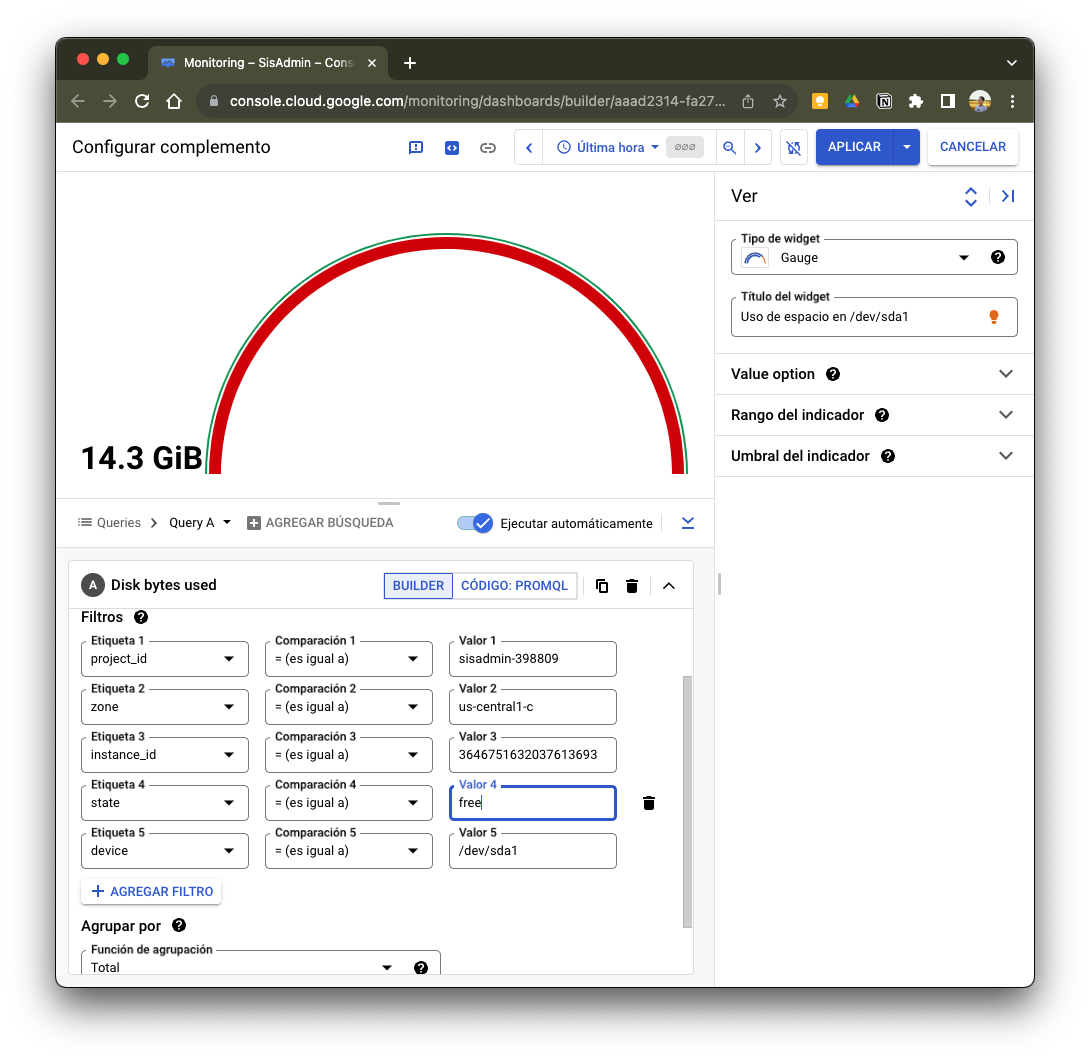 Monitoring – SisAdmin – Cons
console.cloud.google.com/monitoring/dashboards/builder/aaad2314-fa27...
Configurar complemento
Última hora
APLICAR
CANCELAR
14.3 GiB
Ver
Tipo de widget
Gauge
Título del widget
Uso de espacio en /dev/sda1
Value option
Rango del indicador
Umbral del indicador
Queries
Query A
AGREGAR BÚSQUEDA
Ejecutar automáticamente
A
Disk bytes used
BUILDER
CÓDIGO: PROMQL
Filtros
Etiqueta 1
Comparación 1
Valor 1
project_id
= (es igual a)
sisadmin-398809
Etiqueta 2
Comparación 2
Valor 2
zone
= (es igual a)
us-central1-c
Etiqueta 3
Comparación 3
Valor 3
instance_id
= (es igual a)
3646751632037613693
Etiqueta 4
Comparación 4
Valor 4
state
= (es igual a)
free
Etiqueta 5
Comparación 5
Valor 5
device
= (es igual a)
/dev/sda1
AGREGAR FILTRO
Agrupar por
Función de agrupación
Total